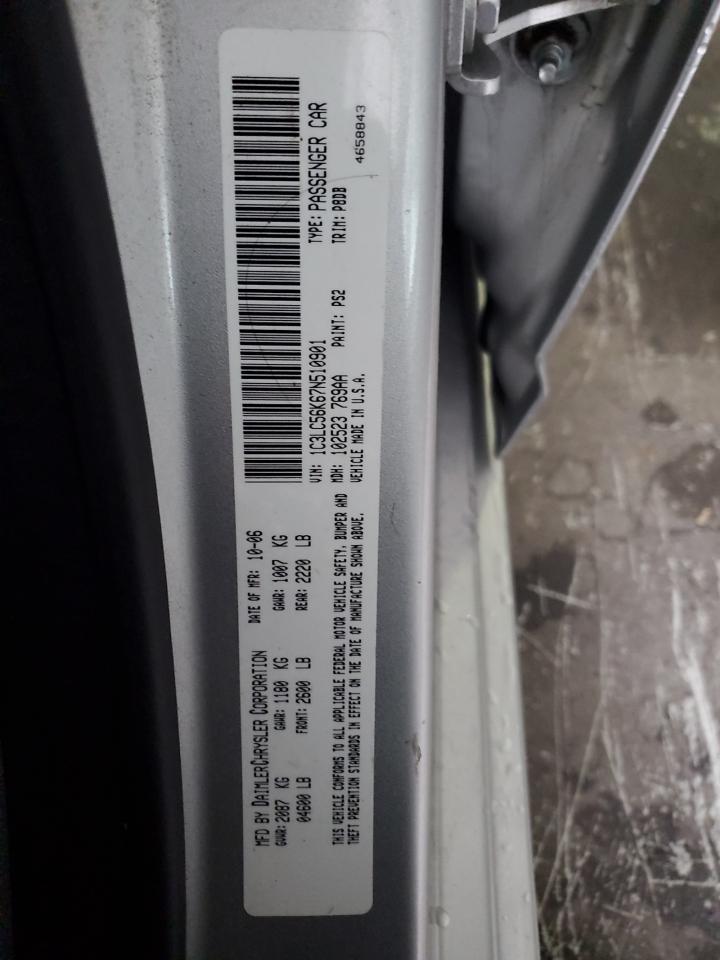 MFD BY DAIMLERCHRYSLER CORPORATION DATE OF MFR: 10-06
GVWR: 2087 KG GAWR: 1180 KG GAWR: 1007 KG
04600 LB FRONT: 2600 LB REAR: 2220 LB
THIS VEHICLE CONFORMS TO ALL APPLICABLE FEDERAL MOTOR VEHICLE SAFETY, BUMPER AND
THEFT PREVENTION STANDARDS IN EFFECT ON THE DATE OF MANUFACTURE SHOWN ABOVE.
VIN: 1C3LC56K67N510901 TYPE: PASSENGER CAR
MDH: 102523 769AA PAINT: PS2 TRIM: PBDB
VEHICLE MADE IN U.S.A. 4658843